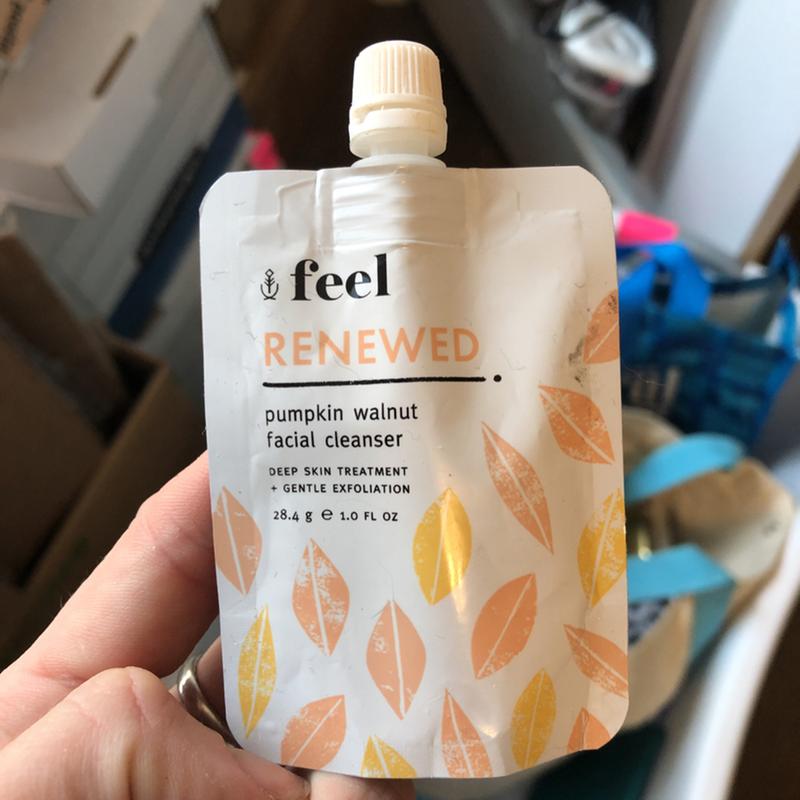 feel
RENEWED
pumpkin walnut
facial cleanser
DEEP SKIN TREATMENT
+ GENTLE EXFOLIATION
28.4 g ℮ 1.0 FL OZ